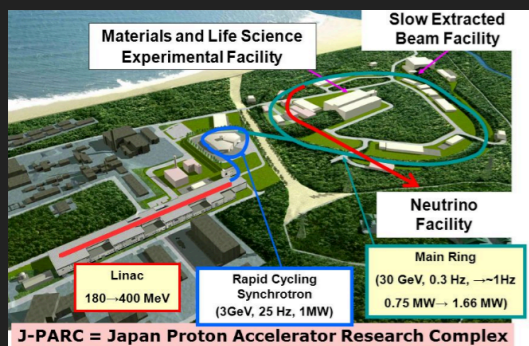 Materials and Life Science
Experimental Facility
Slow Extracted
Beam Facility
Neutrino
Facility
Linac
180→400 MeV
Rapid Cycling
Synchrotron
(3GeV, 25 Hz, 1MW)
Main Ring
(30 GeV, 0.3 Hz, →~1Hz
0.75 MW→ 1.66 MW)
J-PARC = Japan Proton Accelerator Research Complex